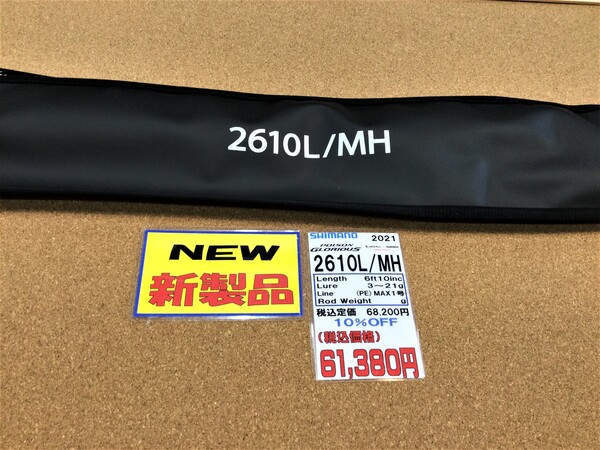 2610L/MH
NEW
新製品
SHIMANO 2021
POISON
GLORIOUS
2610L/MH
Length 6ft10inc
Lure 3～21g
Line (PE)MAX1号
Rod Weight g
税込定価 68,200円
10%OFF
(税込価格)
61,380円